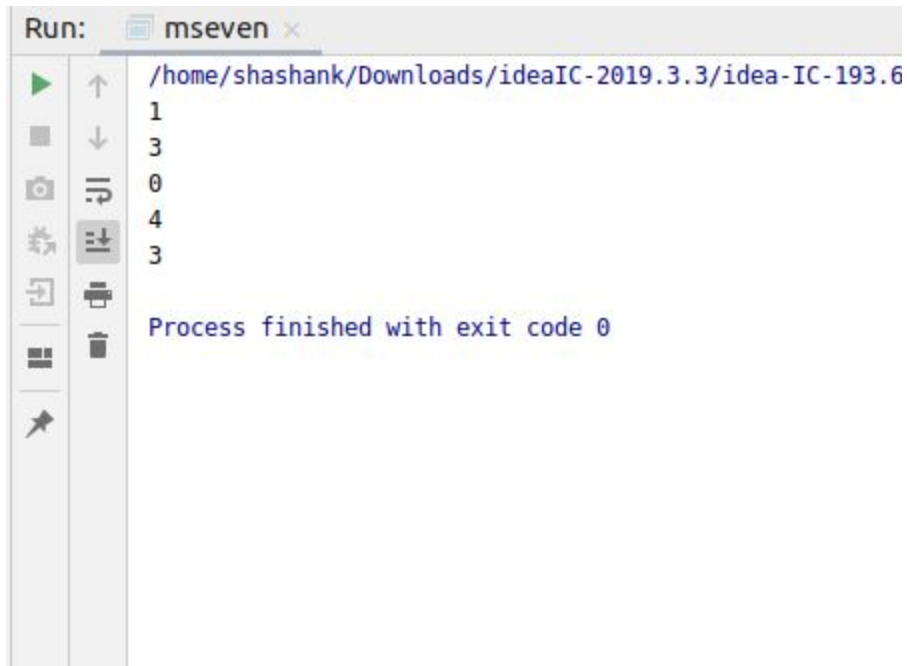 Run: mseven
/home/shashank/Downloads/ideaIC-2019.3.3/idea-IC-193.6
1
3
0
4
3
Process finished with exit code 0